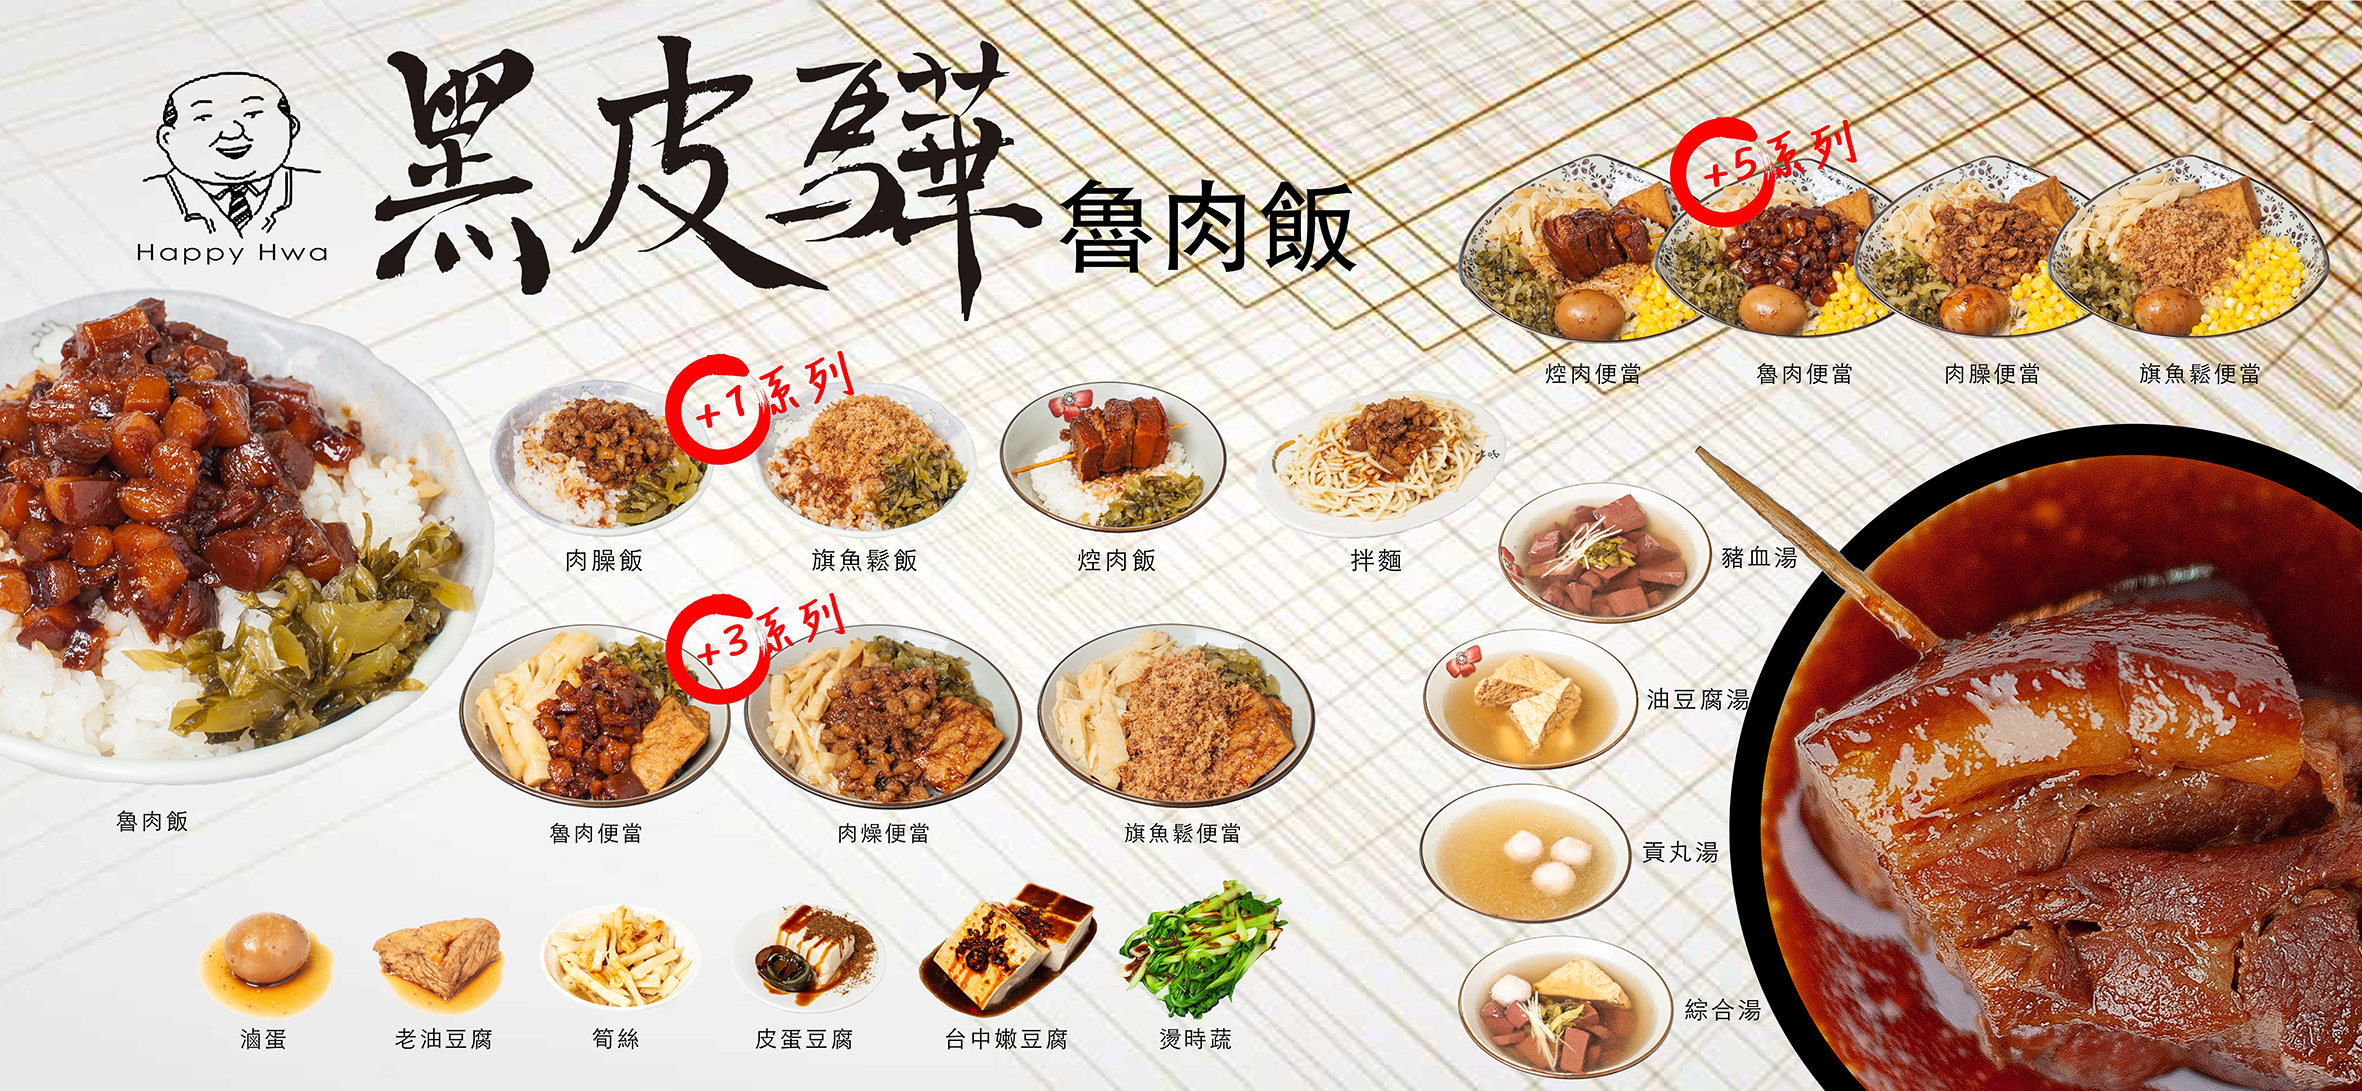 黑皮驊
魯肉飯
Happy Hwa
+5系列
焢肉便當
魯肉便當
肉臊便當
旗魚鬆便當
+1系列
肉臊飯
旗魚鬆飯
焢肉飯
拌麵
豬血湯
+3系列
油豆腐湯
魯肉飯
魯肉便當
肉燥便當
旗魚鬆便當
貢丸湯
滷蛋
老油豆腐
筍絲
皮蛋豆腐
台中嫩豆腐
燙時蔬
綜合湯